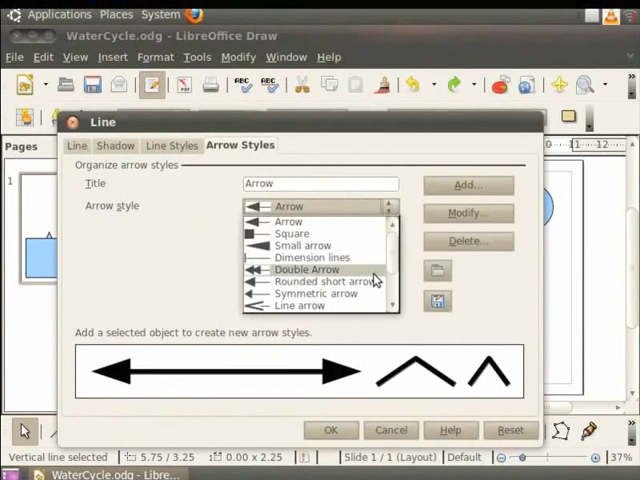 Applications Places System
WaterCycle.odg - LibreOffice Draw
File Edit View Insert Format Tools Modify Window Help
Line
Pages
Line Shadow Line Styles Arrow Styles
11 12
1
Organize arrow styles
Title Arrow Add...
Arrow style Arrow Modify...
Arrow
Square
Small arrow Delete...
Dimension lines
Double Arrow
Rounded short arrow
Symmetric arrow
Line arrow
Add a selected object to create new arrow styles.
OK Cancel Help Reset
Vertical line selected 5.75 / 3.25 0.00 x 2.25 Slide 1 / 1 (Layout) Default 37%
WaterCycle.odg - Libre...